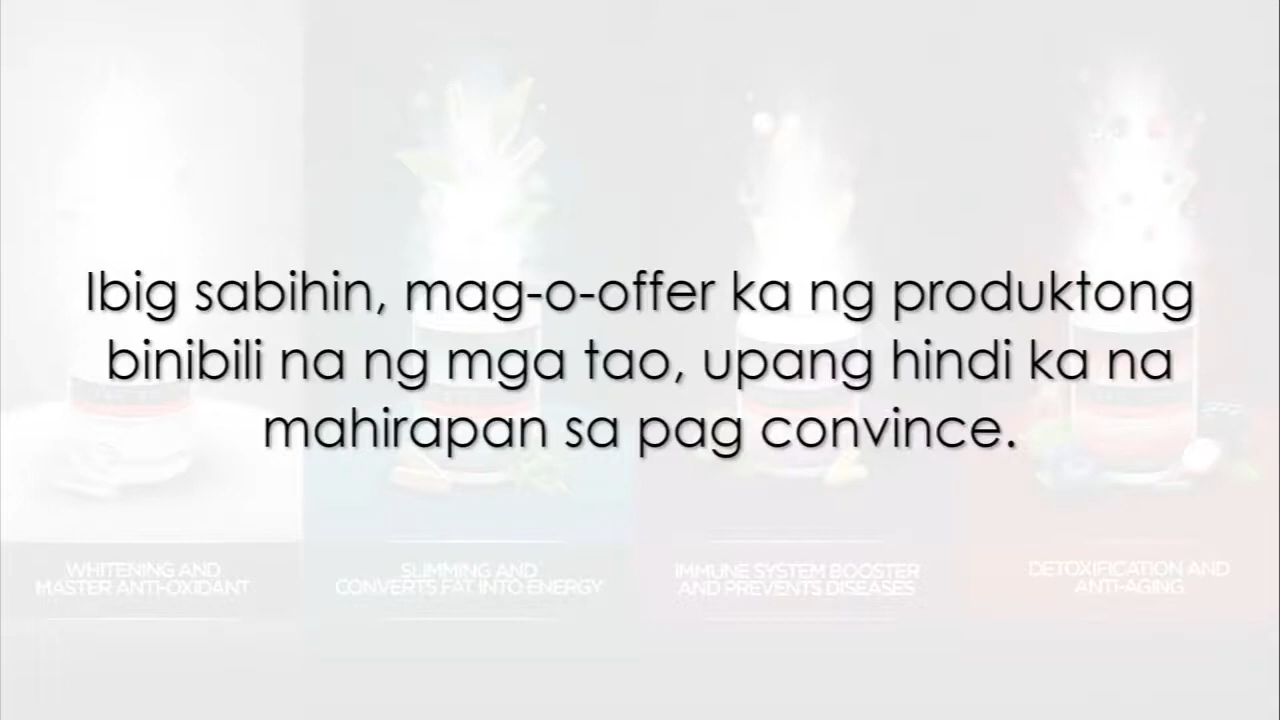 Ibig sabihin, mag-o-offer ka ng produktong
binibili na ng mga tao, upang hindi ka na
mahirapan sa pag convince.
WHITENING AND
MASTER ANTI-OXIDANT
SLIMMING AND
CONVERTS FAT INTO ENERGY
IMMUNE SYSTEM BOOSTER
AND PREVENTS DISEASES
DETOXIFICATION AND
ANTI-AGING